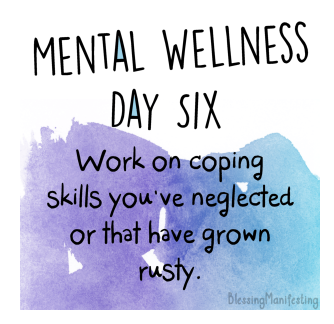 MENTAL WELLNESS
DAY SIX
Work on coping
skills you've neglected
or that have grown
rusty.
BlessingManifesting